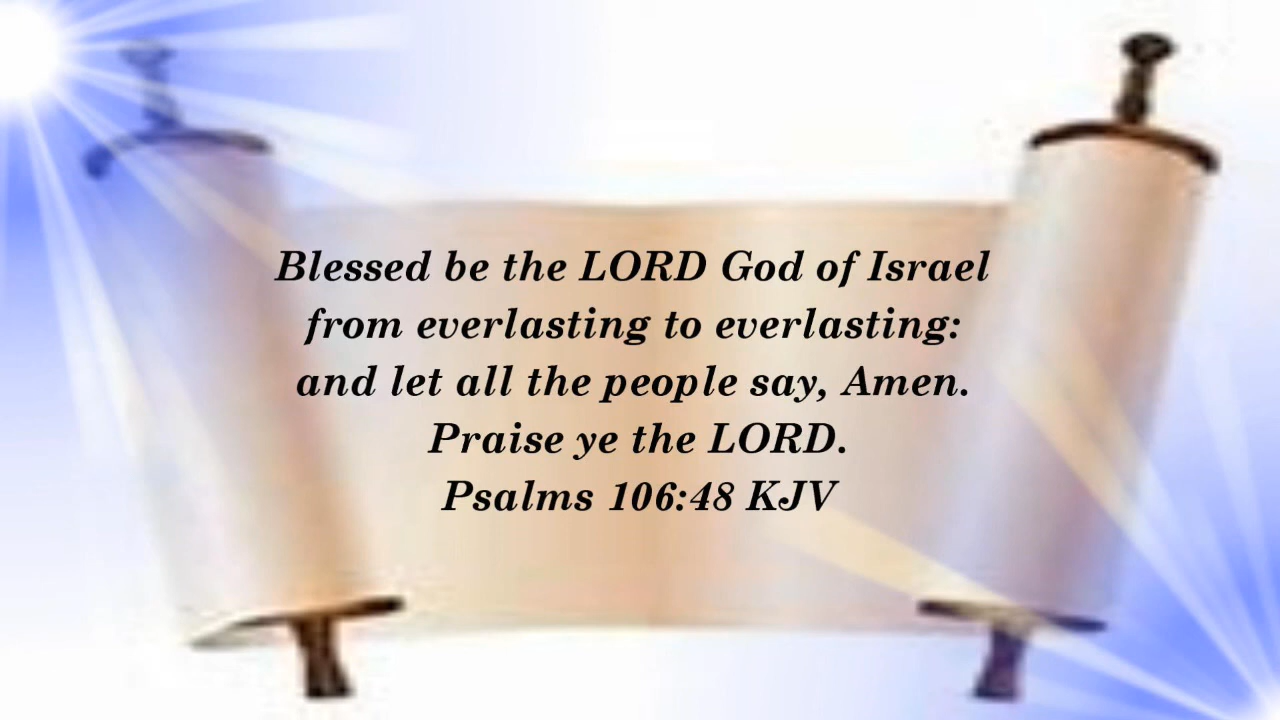 Blessed be the LORD God of Israel
from everlasting to everlasting:
and let all the people say, Amen.
Praise ye the LORD.
Psalms 106:48 KJV